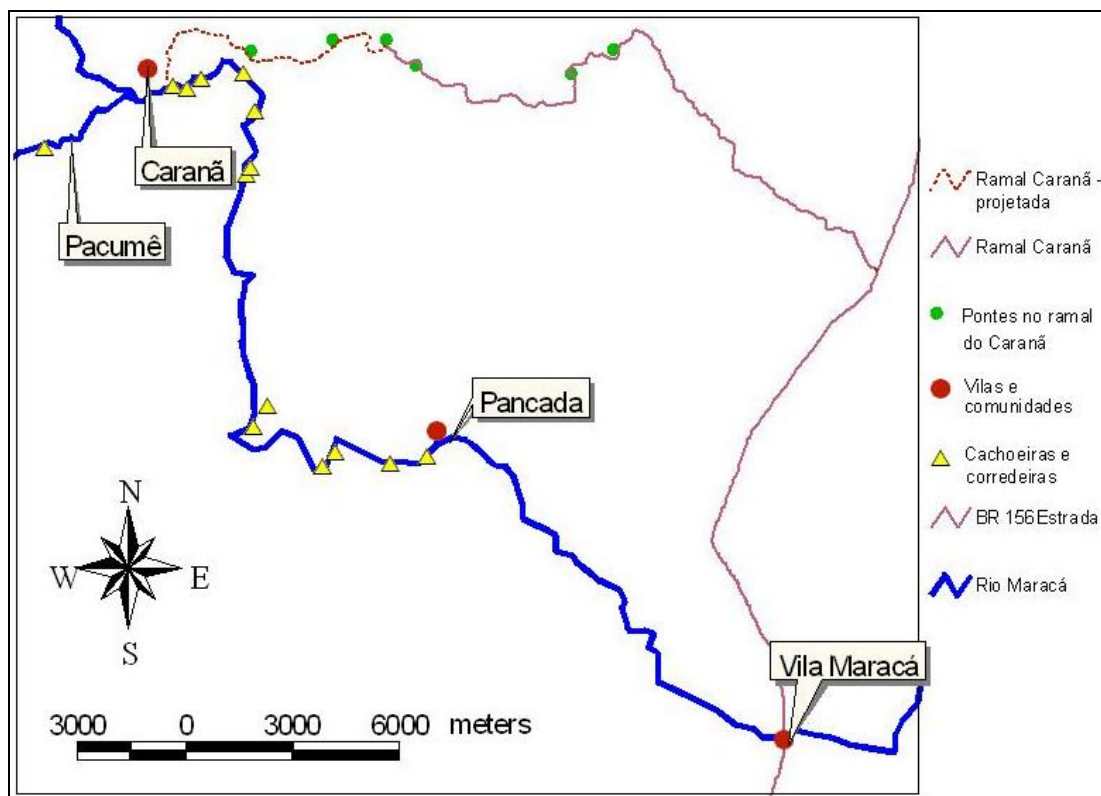 Caranã
Pacumê
Pancada
Vila Maracá
N
W
E
S
3000 0 3000 6000 meters
Ramal Caranã -
projetada
Ramal Caranã
Pontes no ramal
do Caranã
Vilas e
comunidades
Cachoeiras e
corredeiras
BR 156 Estrada
Rio Maracá